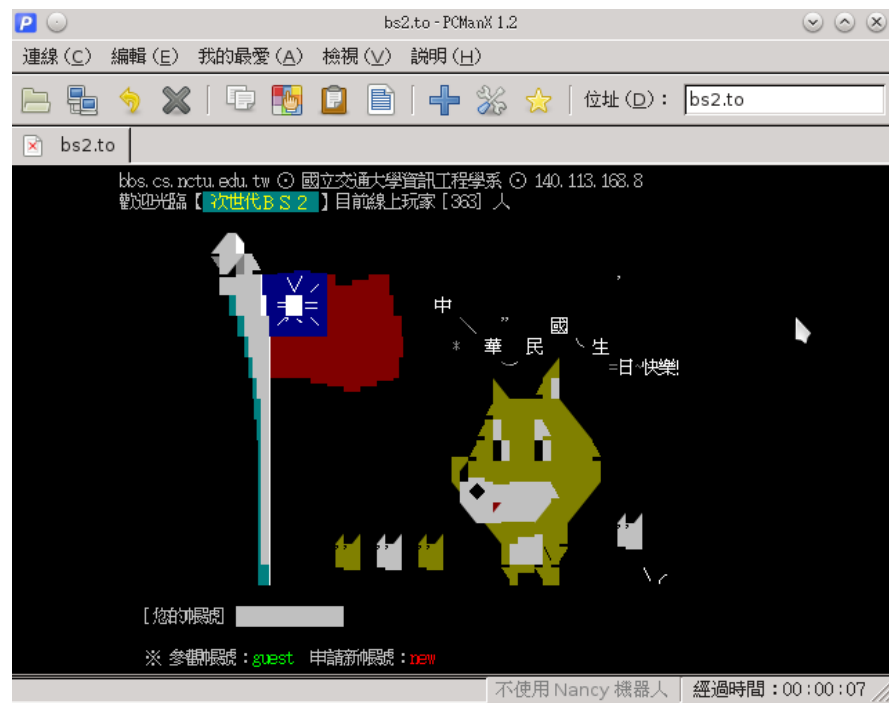 bs2.to - PCManX 1.2
連線(C) 編輯(E) 我的最愛(A) 檢視(V) 說明(H)
位址(D)： bs2.to
bs2.to
bbs.cs.nctu.edu.tw ⊙ 國立交通大學資訊工程學系 ⊙ 140.113.168.8
歡迎光臨【 次世代ＢＳ２ 】目前線上玩家 [363] 人
中華民國生日快樂!
[您的帳號]
※ 參觀帳號：guest 申請新帳號：new
不使用 Nancy 機器人 經過時間：00:00:07